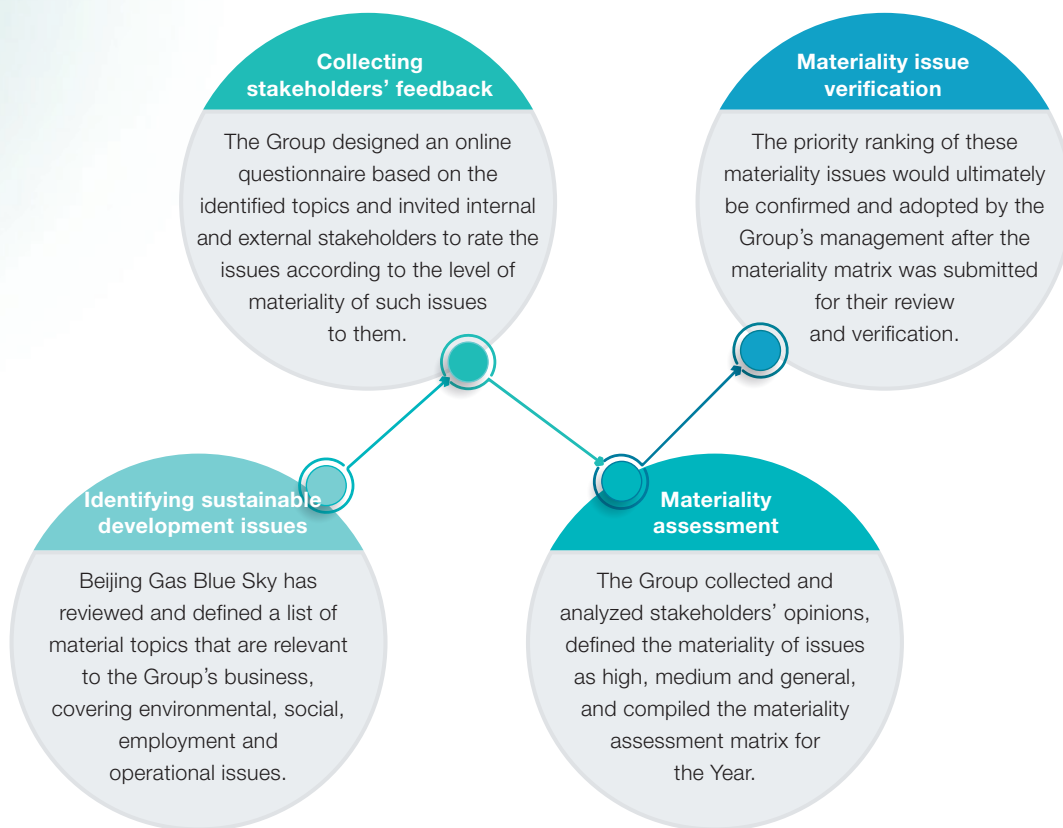 Collecting
stakeholders’ feedback
The Group designed an online
questionnaire based on the
identified topics and invited internal
and external stakeholders to rate the
issues according to the level of
materiality of such issues
to them.
Materiality issue
verification
The priority ranking of these
materiality issues would ultimately
be confirmed and adopted by the
Group’s management after the
materiality matrix was submitted
for their review
and verification.
Identifying sustainable
development issues
Beijing Gas Blue Sky has
reviewed and defined a list of
material topics that are relevant
to the Group’s business,
covering environmental, social,
employment and
operational issues.
Materiality
assessment
The Group collected and
analyzed stakeholders’ opinions,
defined the materiality of issues
as high, medium and general,
and compiled the materiality
assessment matrix for
the Year.